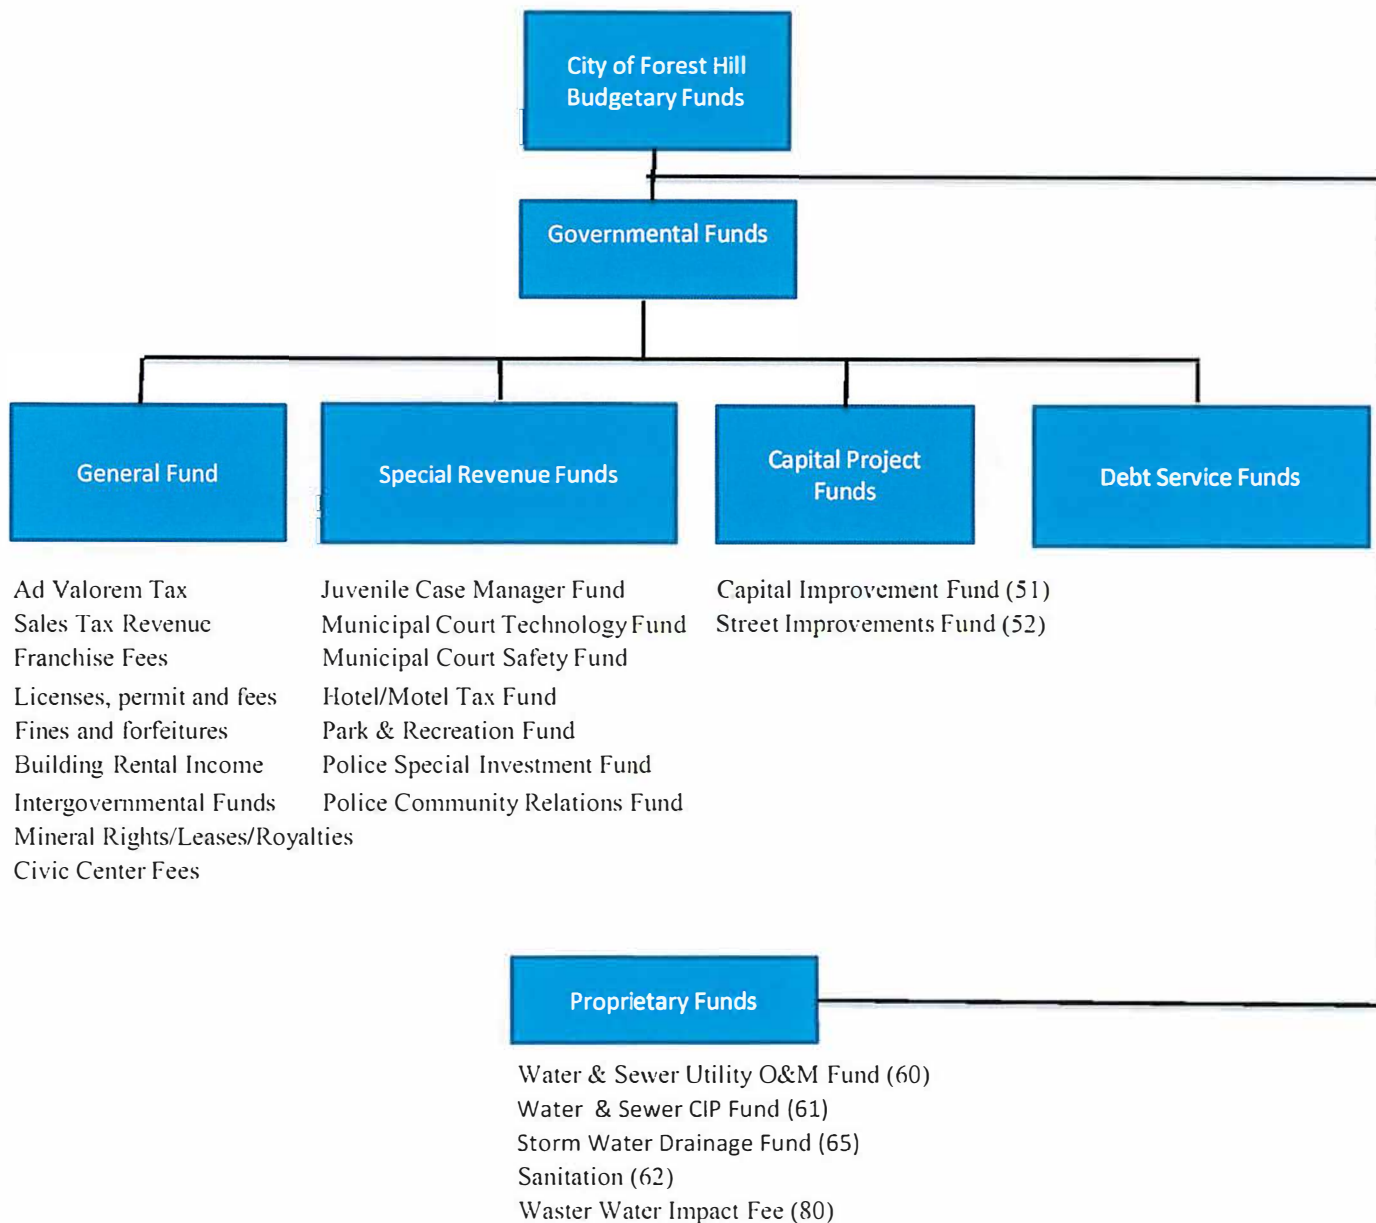 City of Forest Hill
Budgetary Funds
Governmental Funds
General Fund
Special Revenue Funds
Capital Project
Funds
Debt Service Funds
Ad Valorem Tax
Sales Tax Revenue
Franchise Fees
Licenses, permit and fees
Fines and forfeitures
Building Rental Income
Intergovernmental Funds
Mineral Rights/Leases/Royalties
Civic Center Fees
Juvenile Case Manager Fund
Municipal Court Technology Fund
Municipal Court Safety Fund
Hotel/Motel Tax Fund
Park & Recreation Fund
Police Special Investment Fund
Police Community Relations Fund
Capital Improvement Fund (51)
Street Improvements Fund (52)
Proprietary Funds
Water & Sewer Utility O&M Fund (60)
Water & Sewer CIP Fund (61)
Storm Water Drainage Fund (65)
Sanitation (62)
Waster Water Impact Fee (80)